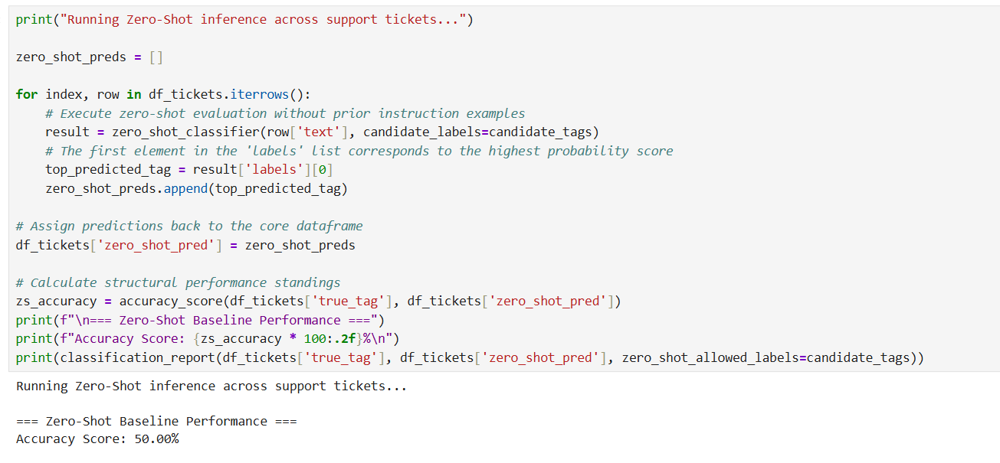 print("Running Zero-Shot inference across support tickets...")
zero_shot_preds = []
for index, row in df_tickets.iterrows():
    # Execute zero-shot evaluation without prior instruction examples
    result = zero_shot_classifier(row['text'], candidate_labels=candidate_tags)
    # The first element in the 'labels' list corresponds to the highest probability score
    top_predicted_tag = result['labels'][0]
    zero_shot_preds.append(top_predicted_tag)
# Assign predictions back to the core dataframe
df_tickets['zero_shot_pred'] = zero_shot_preds
# Calculate structural performance standings
zs_accuracy = accuracy_score(df_tickets['true_tag'], df_tickets['zero_shot_pred'])
print(f"\n=== Zero-Shot Baseline Performance ===")
print(f"Accuracy Score: {zs_accuracy * 100:.2f}%\n")
print(classification_report(df_tickets['true_tag'], df_tickets['zero_shot_pred'], zero_shot_allowed_labels=candidate_tags))
Running Zero-Shot inference across support tickets...
=== Zero-Shot Baseline Performance ===
Accuracy Score: 50.00%